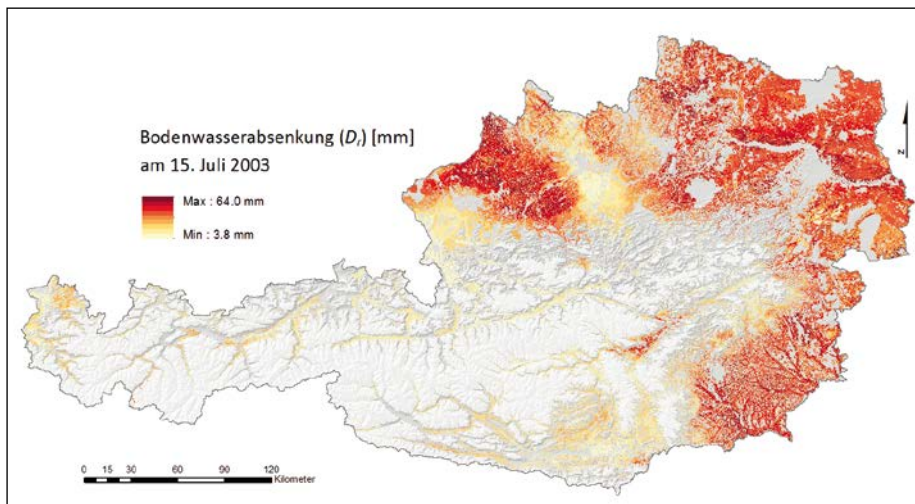 Bodenwasserabsenkung (Dr) [mm]
am 15. Juli 2003
Max : 64.0 mm
Min : 3.8 mm
N
0 15 30 60 90 120
Kilometer